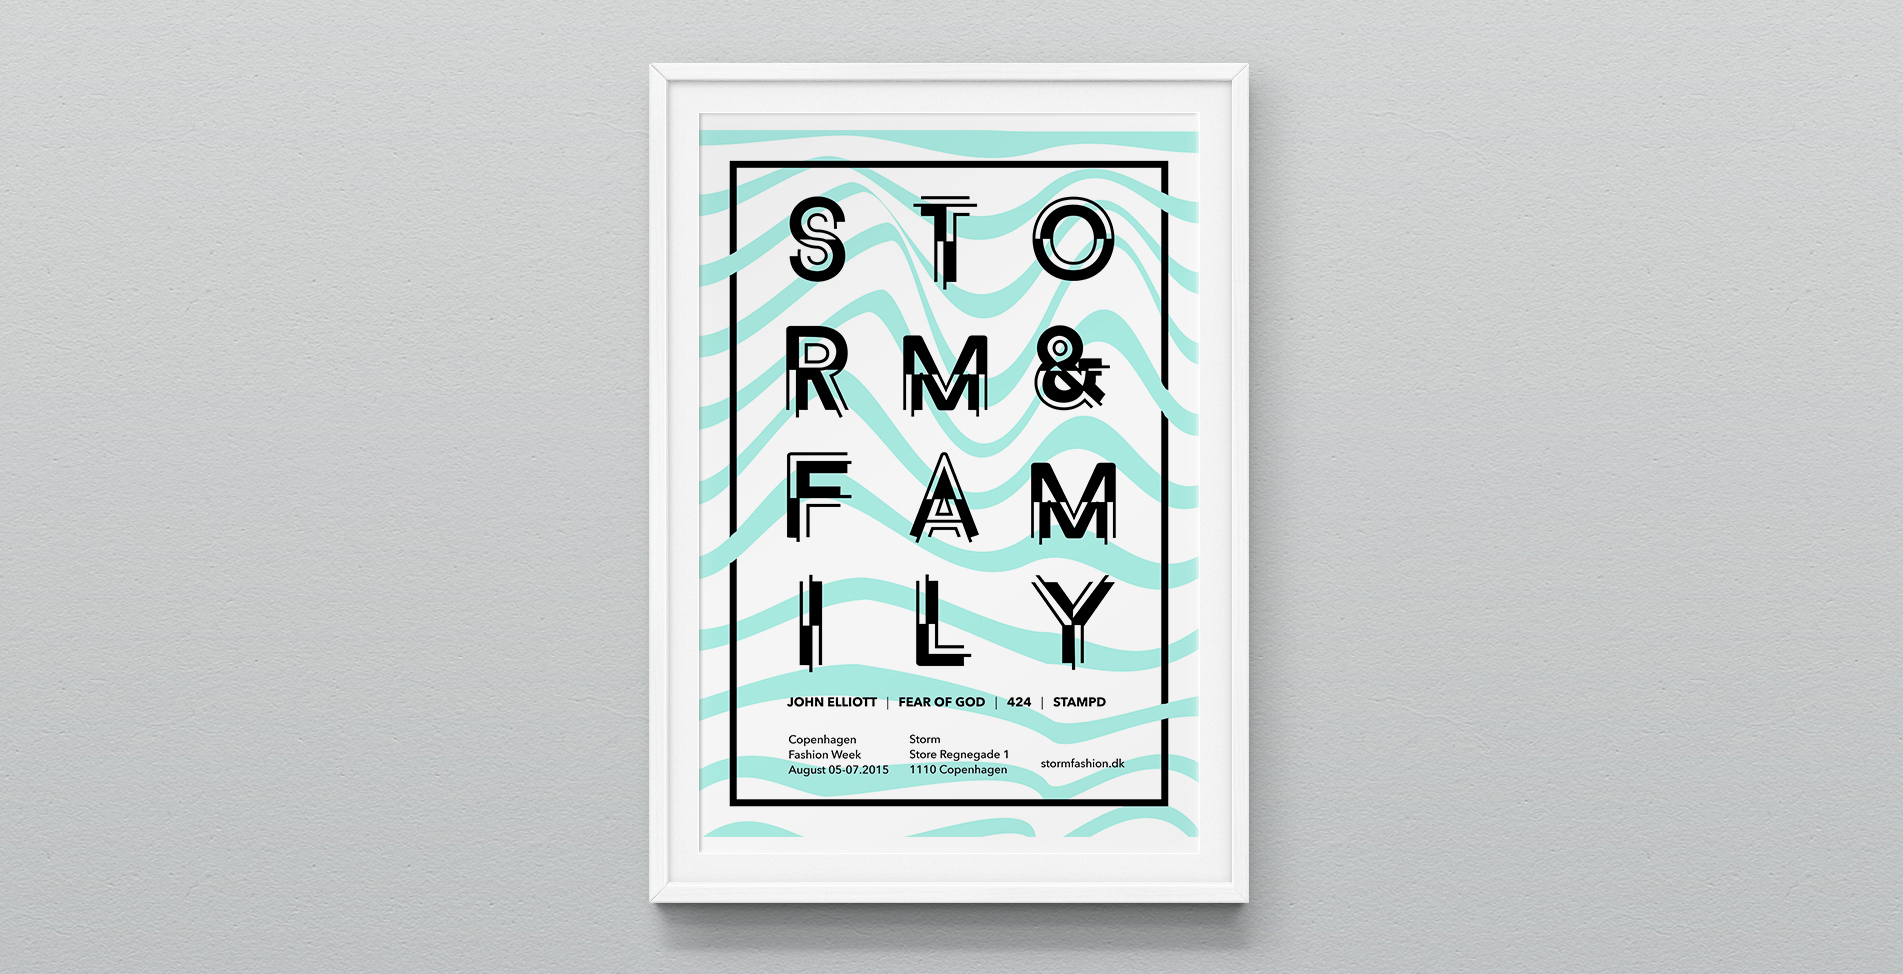 STO
RM&
FAM
ILY
JOHN ELLIOTT | FEAR OF GOD | 424 | STAMPD
Copenhagen
Fashion Week
August 05-07.2015
Storm
Store Regnegade 1
1110 Copenhagen
stormfashion.dk